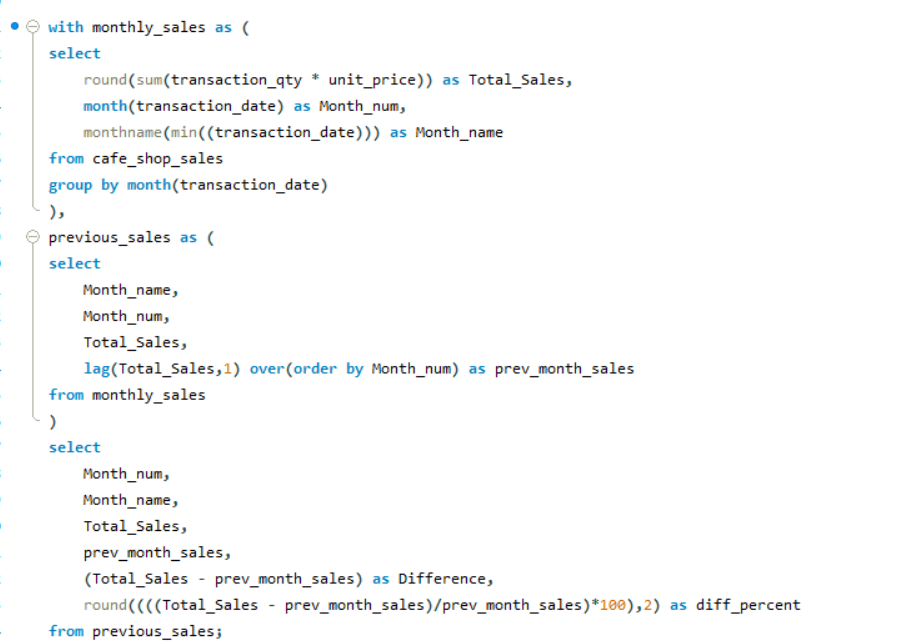 with monthly_sales as (
select
round(sum(transaction_qty * unit_price)) as Total_Sales,
month(transaction_date) as Month_num,
monthname(min((transaction_date))) as Month_name
from cafe_shop_sales
group by month(transaction_date)
),
previous_sales as (
select
Month_name,
Month_num,
Total_Sales,
lag(Total_Sales,1) over(order by Month_num) as prev_month_sales
from monthly_sales
)
select
Month_num,
Month_name,
Total_Sales,
prev_month_sales,
(Total_Sales - prev_month_sales) as Difference,
round((((Total_Sales - prev_month_sales)/prev_month_sales)*100),2) as diff_percent
from previous_sales;